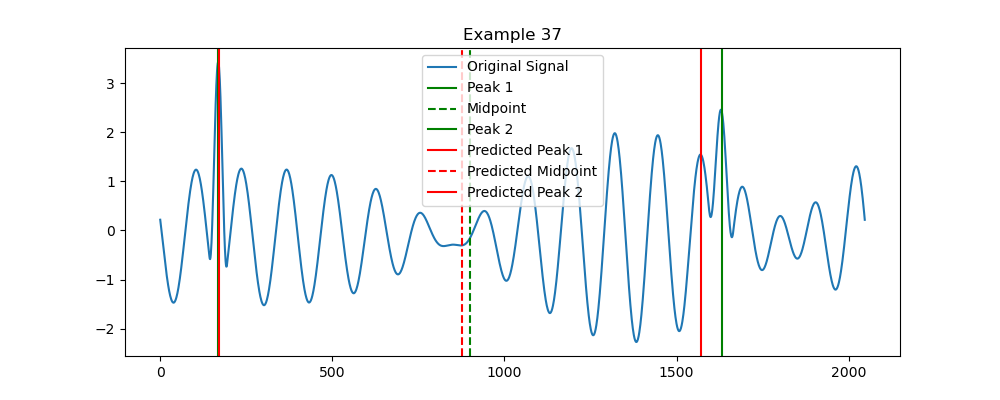 Example 37
3
2
1
0
−1
−2
Original Signal
Peak 1
Midpoint
Peak 2
Predicted Peak 1
Predicted Midpoint
Predicted Peak 2
0 500 1000 1500 2000